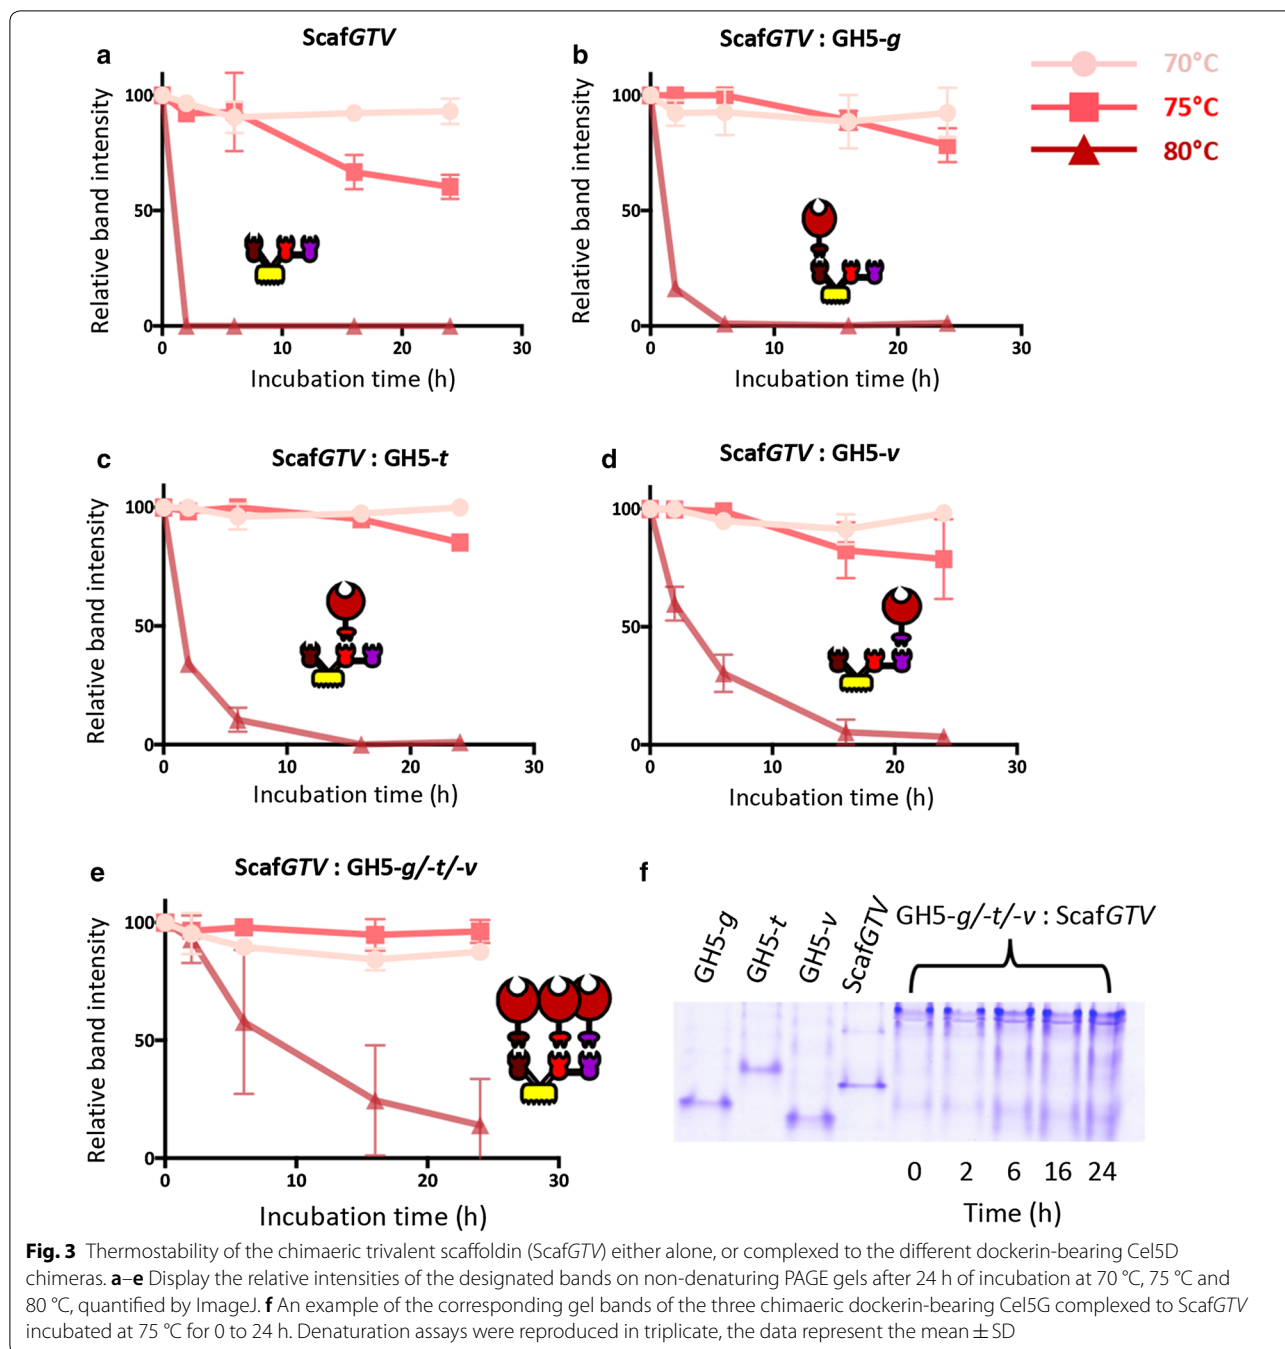 a
ScafGTV
Relative band intensity
100
50
0
0 10 20 30
Incubation time (h)
b
ScafGTV : GH5-g
Relative band intensity
100
50
0
0 10 20 30
Incubation time (h)
70°C
75°C
80°C
c
ScafGTV : GH5-t
Relative band intensity
100
50
0
0 10 20 30
Incubation time (h)
d
ScafGTV : GH5-v
Relative band intensity
100
50
0
0 10 20 30
Incubation time (h)
e
ScafGTV : GH5-g/-t/-v
Relative band intensity
100
50
0
0 10 20 30
Incubation time (h)
f
GH5-g
GH5-t
GH5-v
ScafGTV
GH5-g/-t/-v : ScafGTV
0 2 6 16 24
Time (h)
Fig. 3 Thermostability of the chimaeric trivalent scaffoldin (ScafGTV) either alone, or complexed to the different dockerin-bearing Cel5D
chimeras. a–e Display the relative intensities of the designated bands on non-denaturing PAGE gels after 24 h of incubation at 70 °C, 75 °C and
80 °C, quantified by ImageJ. f An example of the corresponding gel bands of the three chimaeric dockerin-bearing Cel5G complexed to ScafGTV
incubated at 75 °C for 0 to 24 h. Denaturation assays were reproduced in triplicate, the data represent the mean ± SD